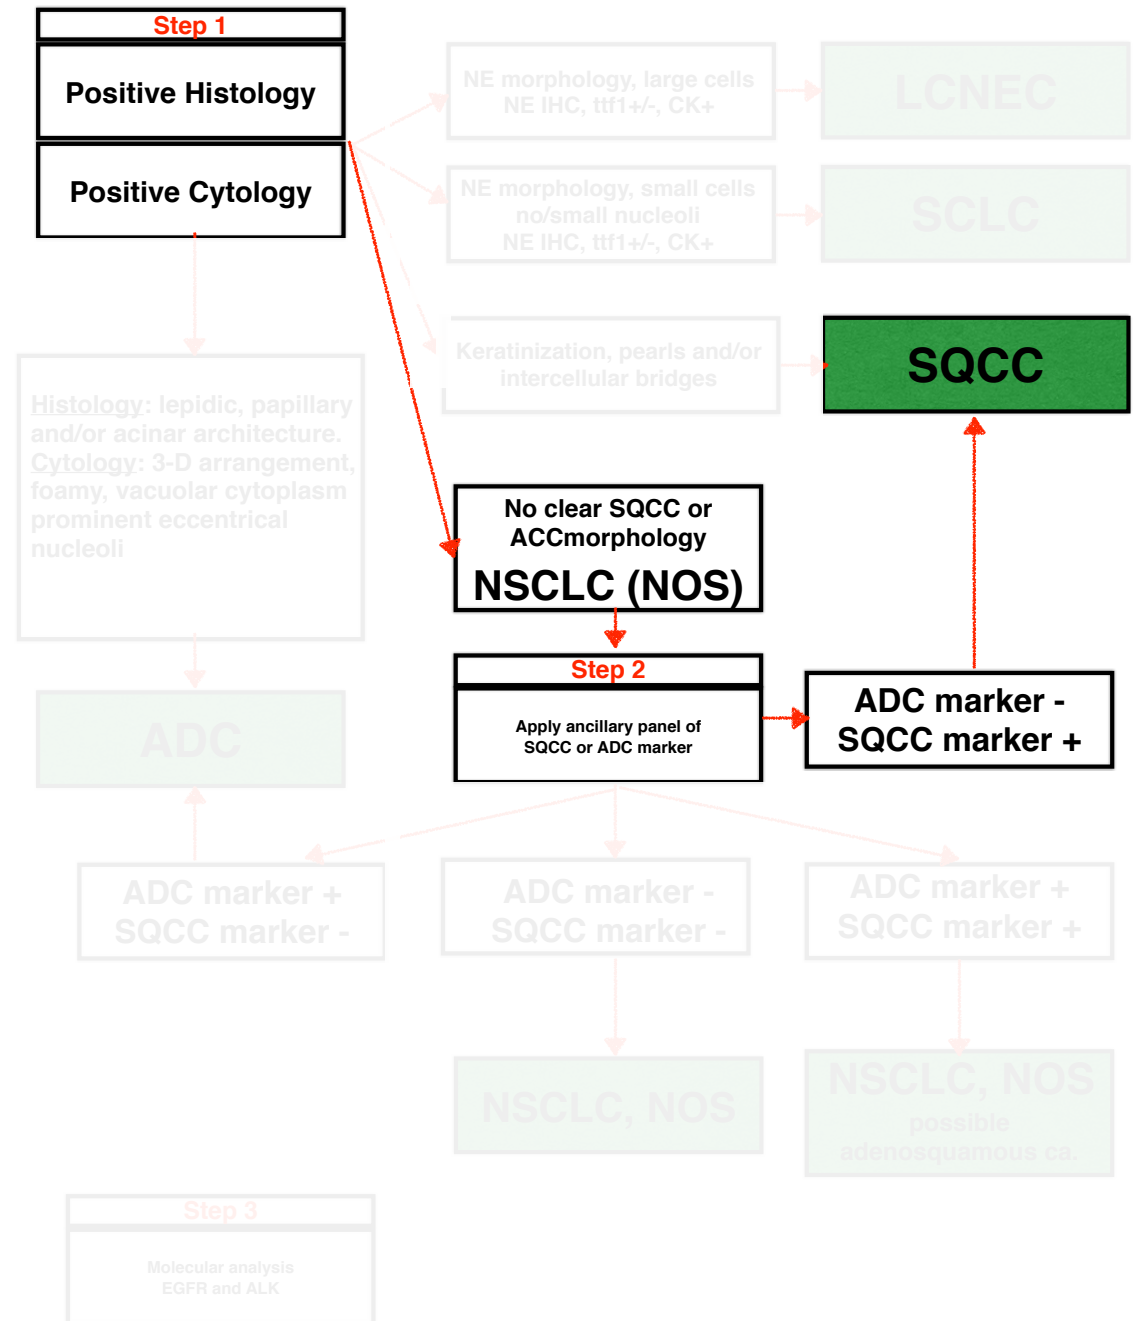 Step 1
Positive Histology
Positive Cytology
NE morphology, large cells
NE IHC, ttf1+/-, CK+
LCNEC
NE morphology, small cells
no/small nucleoli
NE IHC, ttf1+/-, CK+
SCLC
Keratinization, pearls and/or
intercellular bridges
SQCC
Histology: lepidic, papillary
and/or acinar architecture.
Cytology: 3-D arrangement,
foamy, vacuolar cytoplasm
prominent eccentrical
nucleoli
No clear SQCC or
ACCmorphology
NSCLC (NOS)
Step 2
Apply ancillary panel of
SQCC or ADC marker
ADC marker -
SQCC marker +
ADC
ADC marker +
SQCC marker -
ADC marker -
SQCC marker -
ADC marker +
SQCC marker +
NSCLC, NOS
NSCLC, NOS
possible
adenosquamous ca.
Step 3
Molecular analysis
EGFR and ALK